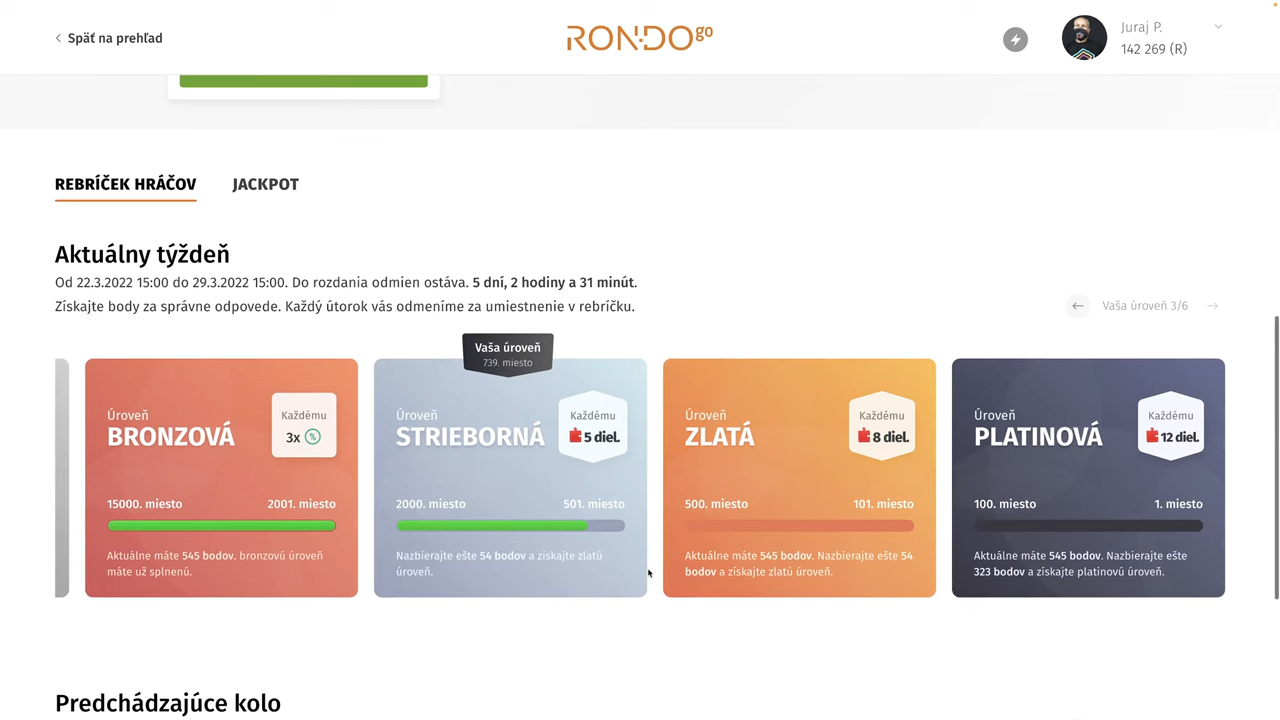 Späť na prehľad
RONDO go
Juraj P.
142 269 (R)
REBRÍČEK HRÁČOV
JACKPOT
Aktuálny týždeň
Od 22.3.2022 15:00 do 29.3.2022 15:00. Do rozdania odmien ostáva. 5 dní, 2 hodiny a 31 minút.
Získajte body za správne odpovede. Každý útorok vás odmeníme za umiestnenie v rebríčku.
Vaša úroveň 3/6
Úroveň
BRONZOVÁ
Každému
3x %
15000. miesto
2001. miesto
Aktuálne máte 545 bodov. bronzovú úroveň
máte už splnenú.
Vaša úroveň
739. miesto
Úroveň
STRIEBORNÁ
Každému
5 diel.
2000. miesto
501. miesto
Nazbierajte ešte 54 bodov a získajte zlatú
úroveň.
Úroveň
ZLATÁ
Každému
8 diel.
500. miesto
101. miesto
Aktuálne máte 545 bodov. Nazbierajte ešte 54
bodov a získajte zlatú úroveň.
Úroveň
PLATINOVÁ
Každému
12 diel.
100. miesto
1. miesto
Aktuálne máte 545 bodov. Nazbierajte ešte
323 bodov a získajte platinovú úroveň.
Predchádzajúce kolo